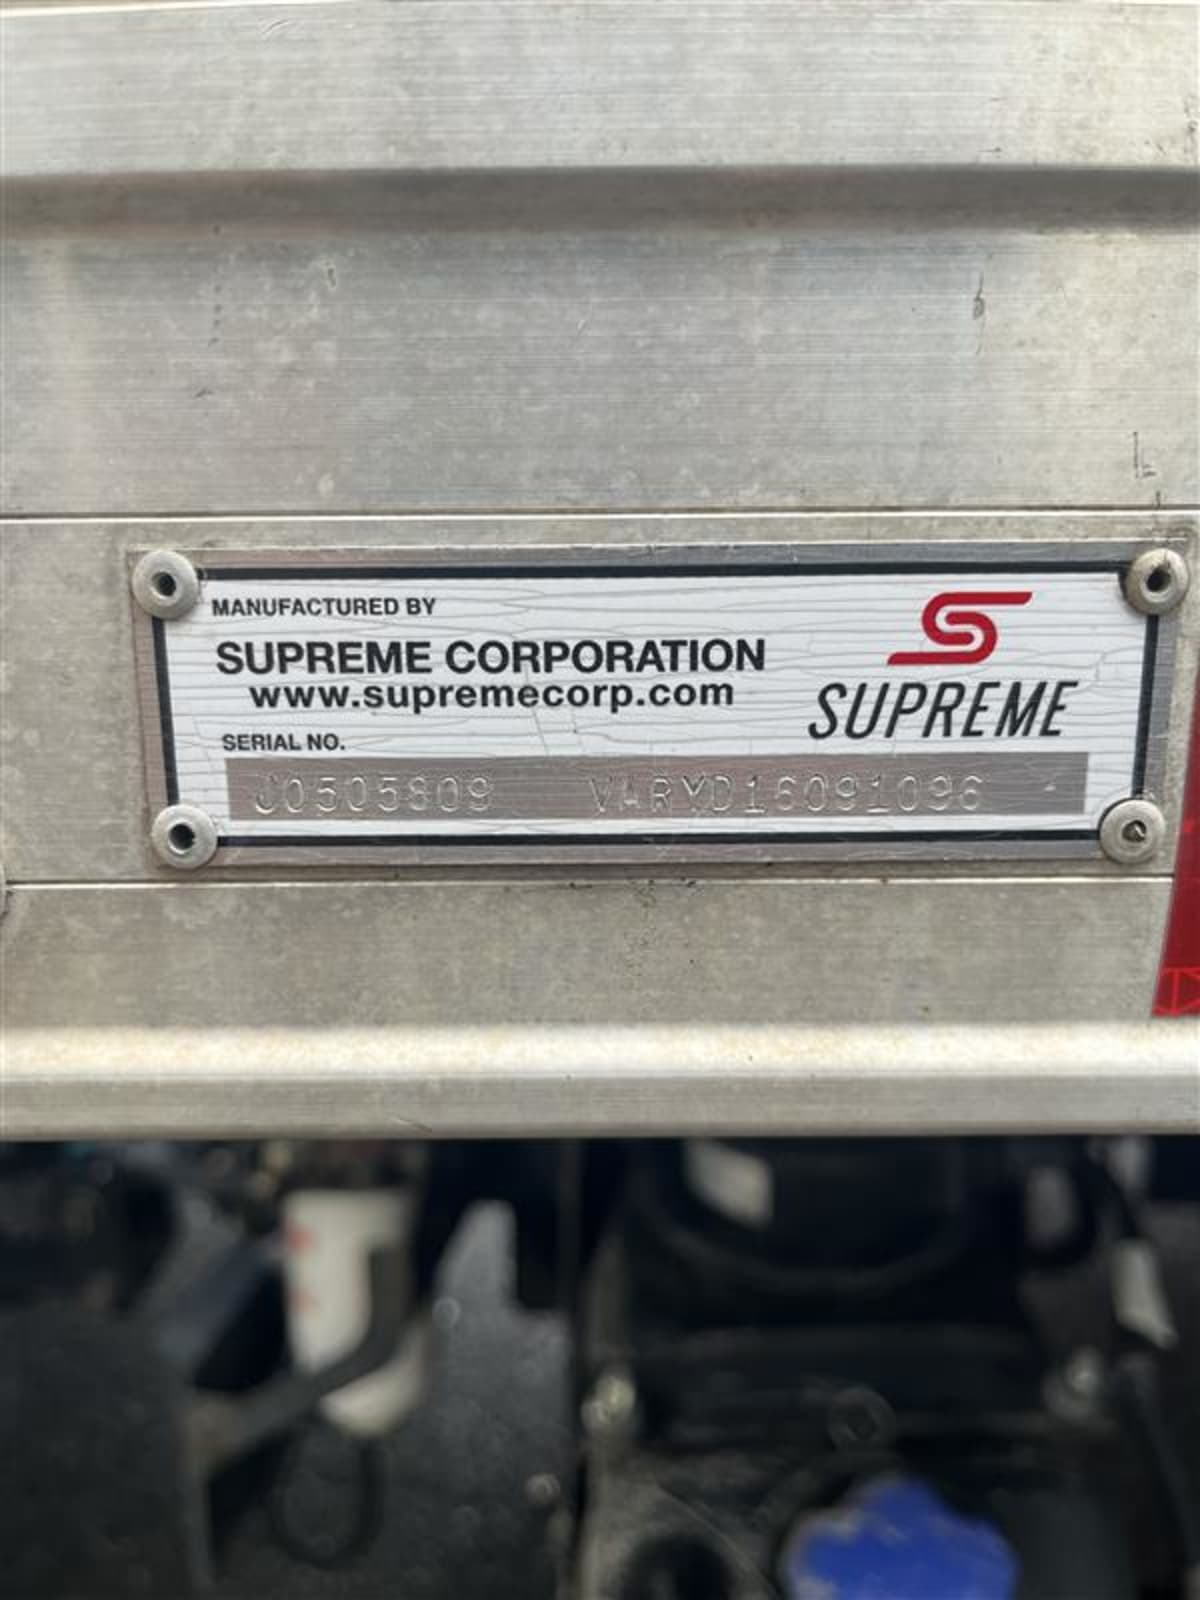 MANUFACTURED BY
SUPREME CORPORATION
www.supremecorp.com
SUPREME
SERIAL NO.
J0505809 VARYD16091096